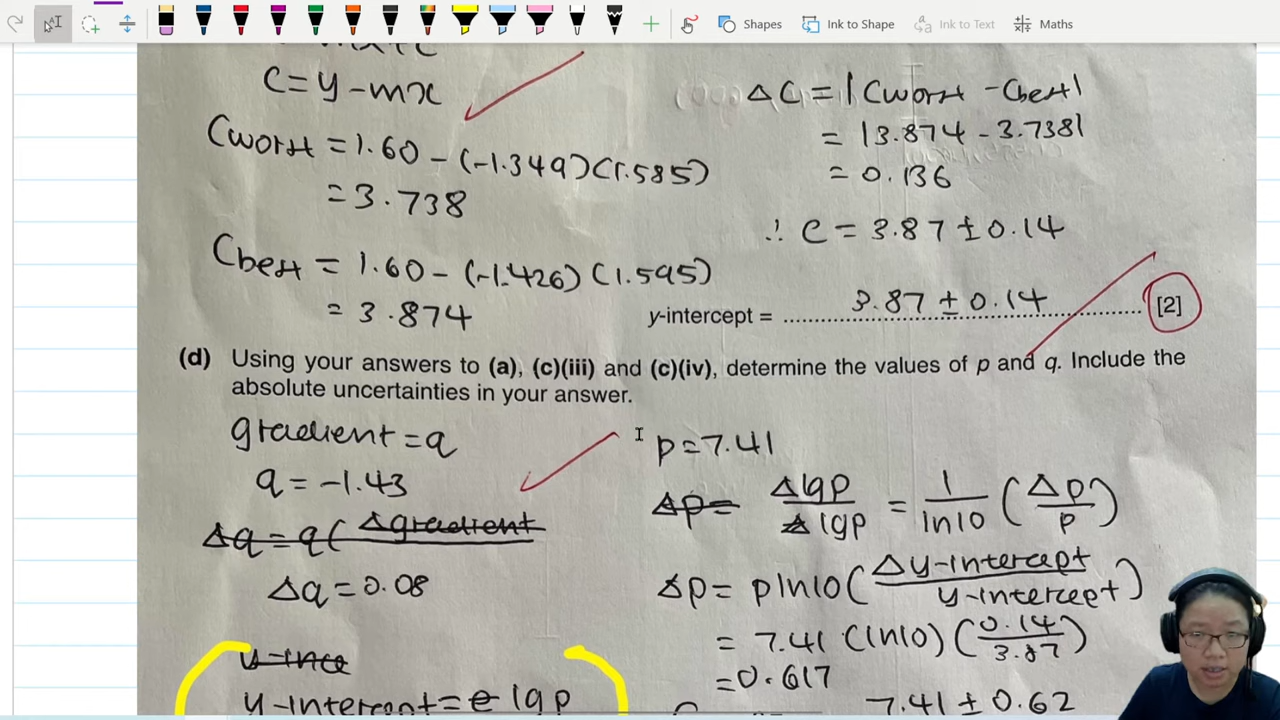 Shapes
Ink to Shape
Ink to Text
Maths
C=y-mx
Cworst = 1.60 - (-1.349)(1.585)
= 3.738
Cbest = 1.60 - (-1.426)(1.595)
= 3.874
ΔC = |Cworst - Cbest|
= |3.874 - 3.738|
= 0.136
∴ C = 3.87 ± 0.14
y-intercept = 3.87 ± 0.14 [2]
(d) Using your answers to (a), (c)(iii) and (c)(iv), determine the values of p and q. Include the
absolute uncertainties in your answer.
gradient = q
q = -1.43
Δq = q(Δgradient
Δq = 0.08
y-inte
y-intercept = e lgp
p = 7.41
Δp= Δlgp/lgp = 1/ln10 (Δp/p)
Δp = pln10(Δy-intercept/y-intercept)
= 7.41 (ln10)(0.14/3.87)
= 0.617
7.41 ± 0.62